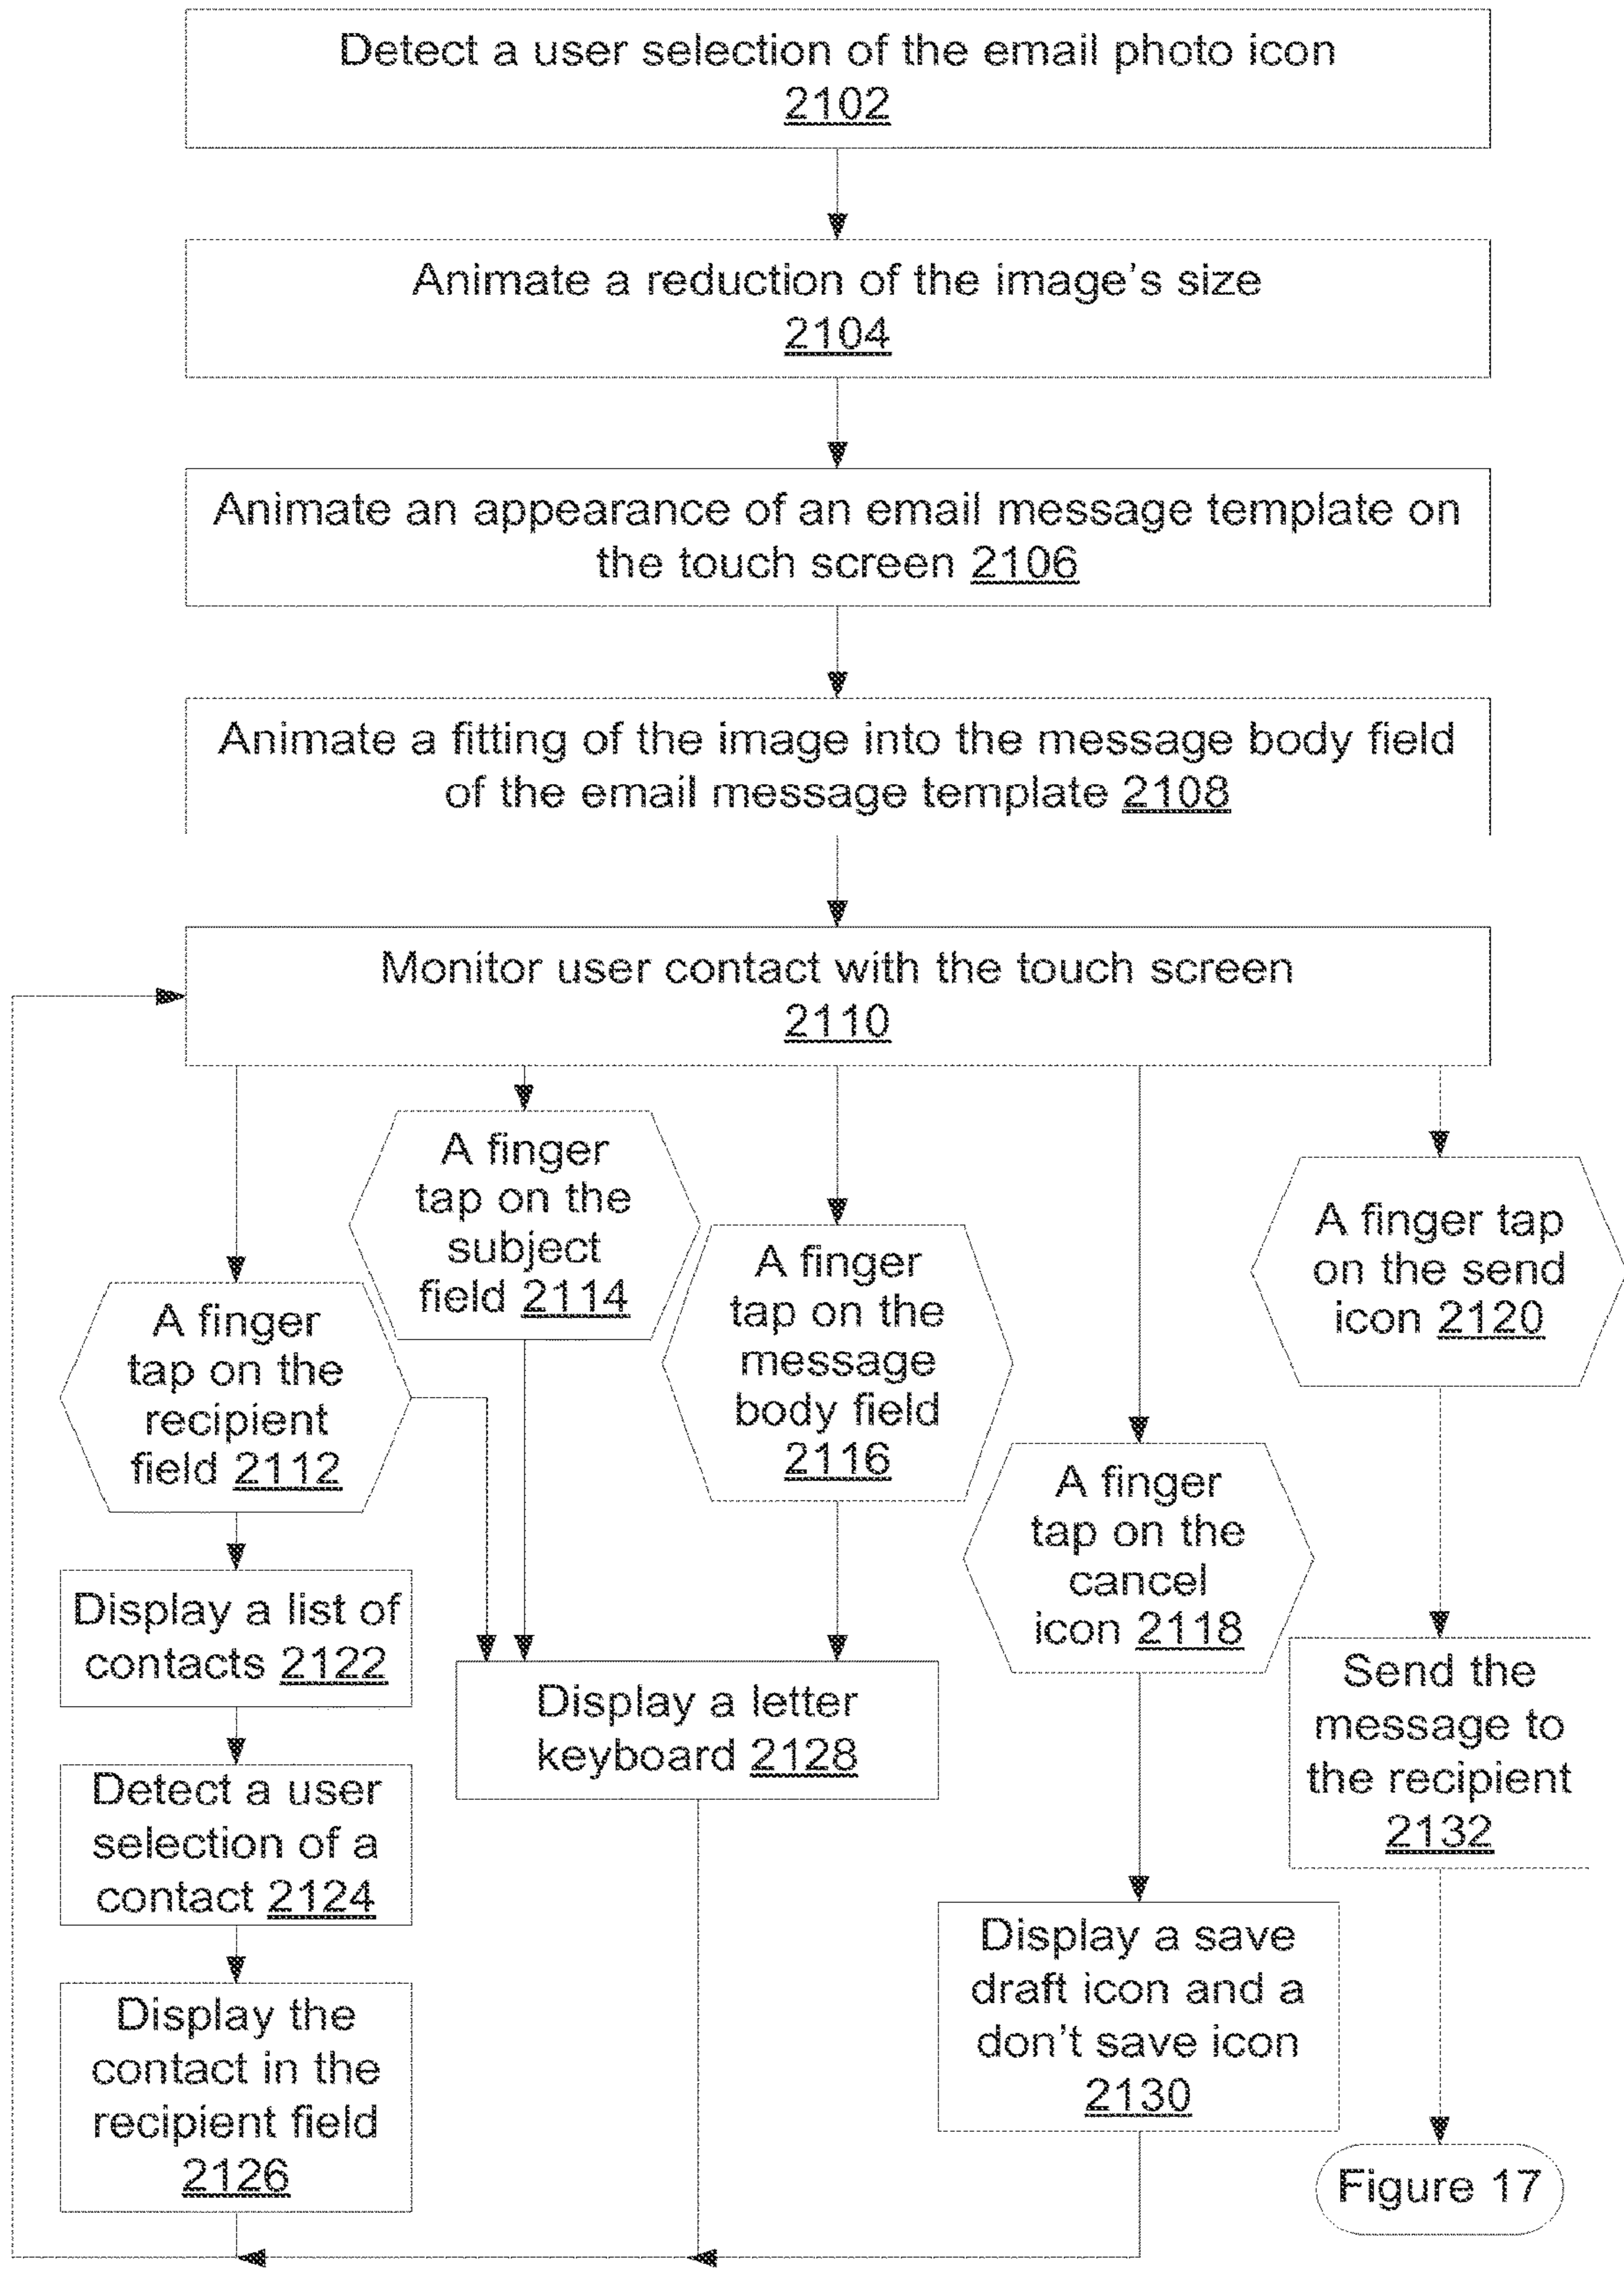 Detect a user selection of the email photo icon
2102
Animate a reduction of the image's size
2104
Animate an appearance of an email message template on
the touch screen 2106
Animate a fitting of the image into the message body field
of the email message template 2108
Monitor user contact with the touch screen
2110
A finger
tap on the
recipient
field 2112
A finger
tap on the
subject
field 2114
A finger
tap on the
message
body field
2116
A finger
tap on the
cancel
icon 2118
A finger tap
on the send
icon 2120
Display a list of
contacts 2122
Detect a user
selection of a
contact 2124
Display the
contact in the
recipient field
2126
Display a letter
keyboard 2128
Display a save
draft icon and a
don't save icon
2130
Send the
message to
the recipient
2132
Figure 17